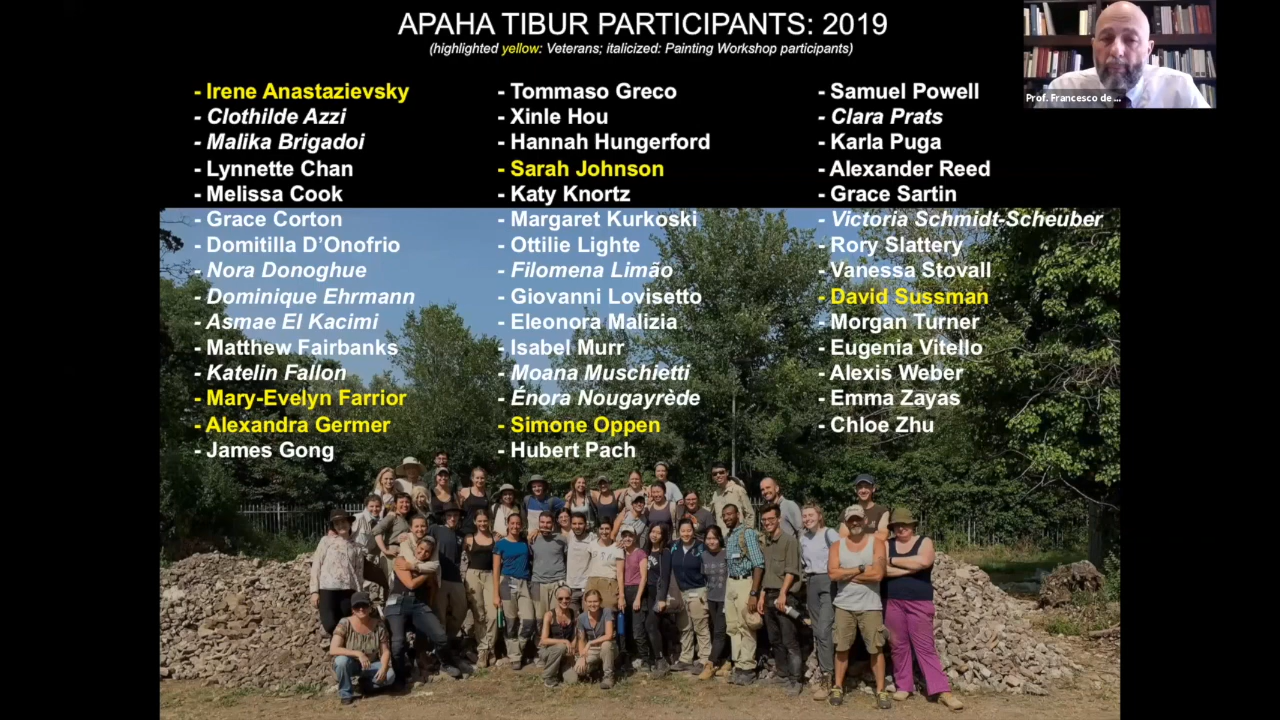 APAHA TIBUR PARTICIPANTS: 2019
(highlighted yellow: Veterans; italicized: Painting Workshop participants)
- Irene Anastazievsky
- Clothilde Azzi
- Malika Brigadoi
- Lynnette Chan
- Melissa Cook
- Grace Corton
- Domitilla D’Onofrio
- Nora Donoghue
- Dominique Ehrmann
- Asmae El Kacimi
- Matthew Fairbanks
- Katelin Fallon
- Mary-Evelyn Farrior
- Alexandra Germer
- James Gong
- Tommaso Greco
- Xinle Hou
- Hannah Hungerford
- Sarah Johnson
- Katy Knortz
- Margaret Kurkoski
- Ottilie Lighte
- Filomena Limão
- Giovanni Lovisetto
- Eleonora Malizia
- Isabel Murr
- Moana Muschietti
- Énora Nougayrède
- Simone Oppen
- Hubert Pach
- Samuel Powell
- Clara Prats
- Karla Puga
- Alexander Reed
- Grace Sartin
- Victoria Schmidt-Scheuber
- Rory Slattery
- Vanessa Stovall
- David Sussman
- Morgan Turner
- Eugenia Vitello
- Alexis Weber
- Emma Zayas
- Chloe Zhu
Prof. Francesco de ...